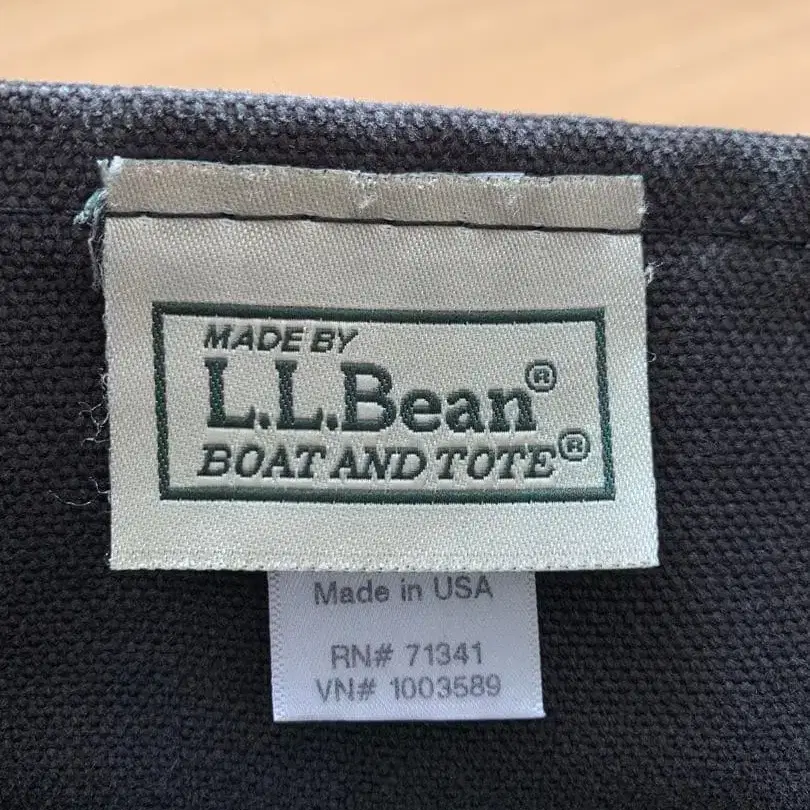 MADE BY
L.L.Bean®
BOAT AND TOTE®
Made in USA
RN# 71341
VN# 1003589